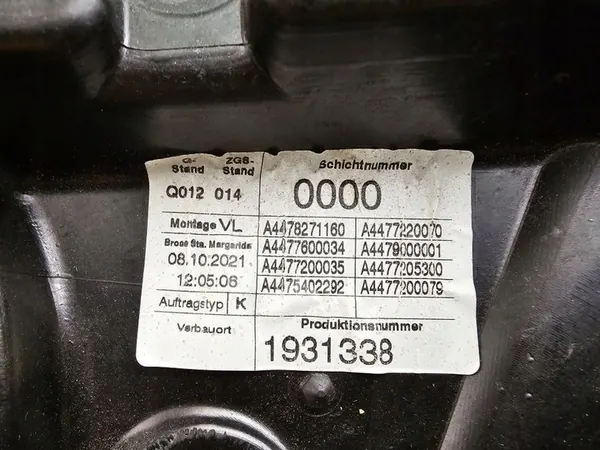 Q-Stand ZGS-Stand Schichtnummer
Q012 014 0000
Montage VL A4478271160 A4477220070
Brose Sta. Margarida A4477600034 A4479000001
08.10.2021 A4477200035 A4477205300
12:05:06 A4475402292 A4477200079
Auftragstyp K
Verbauort Produktionsnummer
1931338